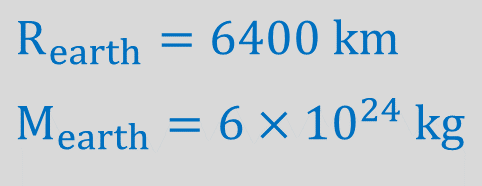 R_earth = 6400 km
M_earth = 6 × 10^24 kg